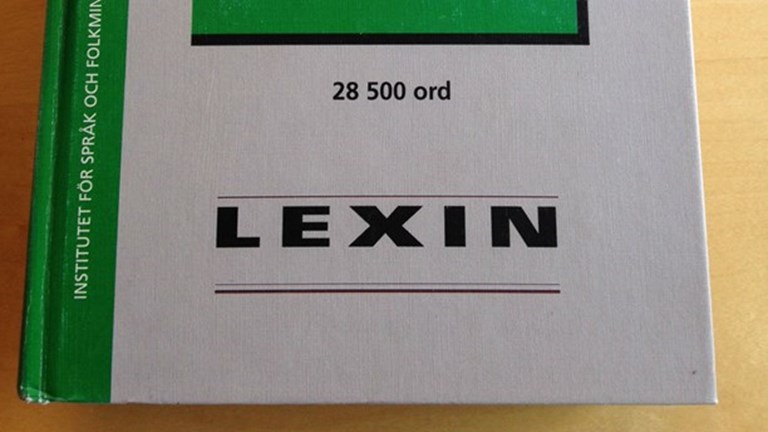 28 500 ord
LEXIN
INSTITUTET FÖR SPRÅK OCH